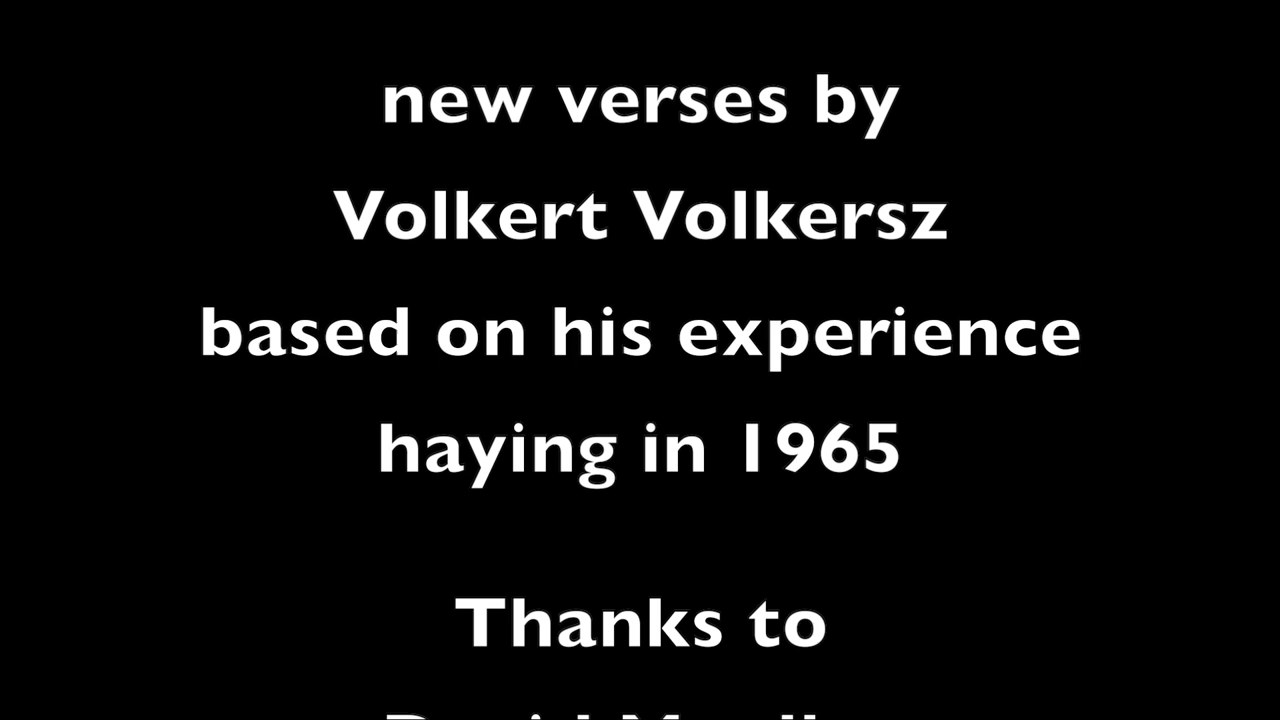 new verses by
Volkert Volkersz
based on his experience
haying in 1965
Thanks to